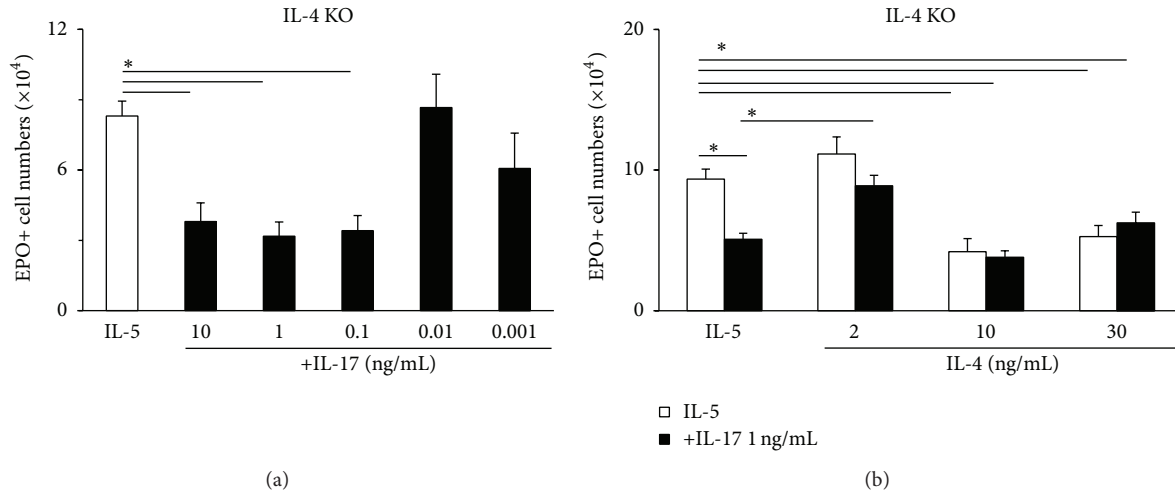 IL-4 KO
EPO+ cell numbers (×10⁴)
12
6
0
*
IL-5
10
1
0.1
0.01
0.001
+IL-17 (ng/mL)
(a)
IL-4 KO
EPO+ cell numbers (×10⁴)
20
10
0
*
*
*
IL-5
2
10
30
IL-4 (ng/mL)
IL-5
+IL-17 1 ng/mL
(b)